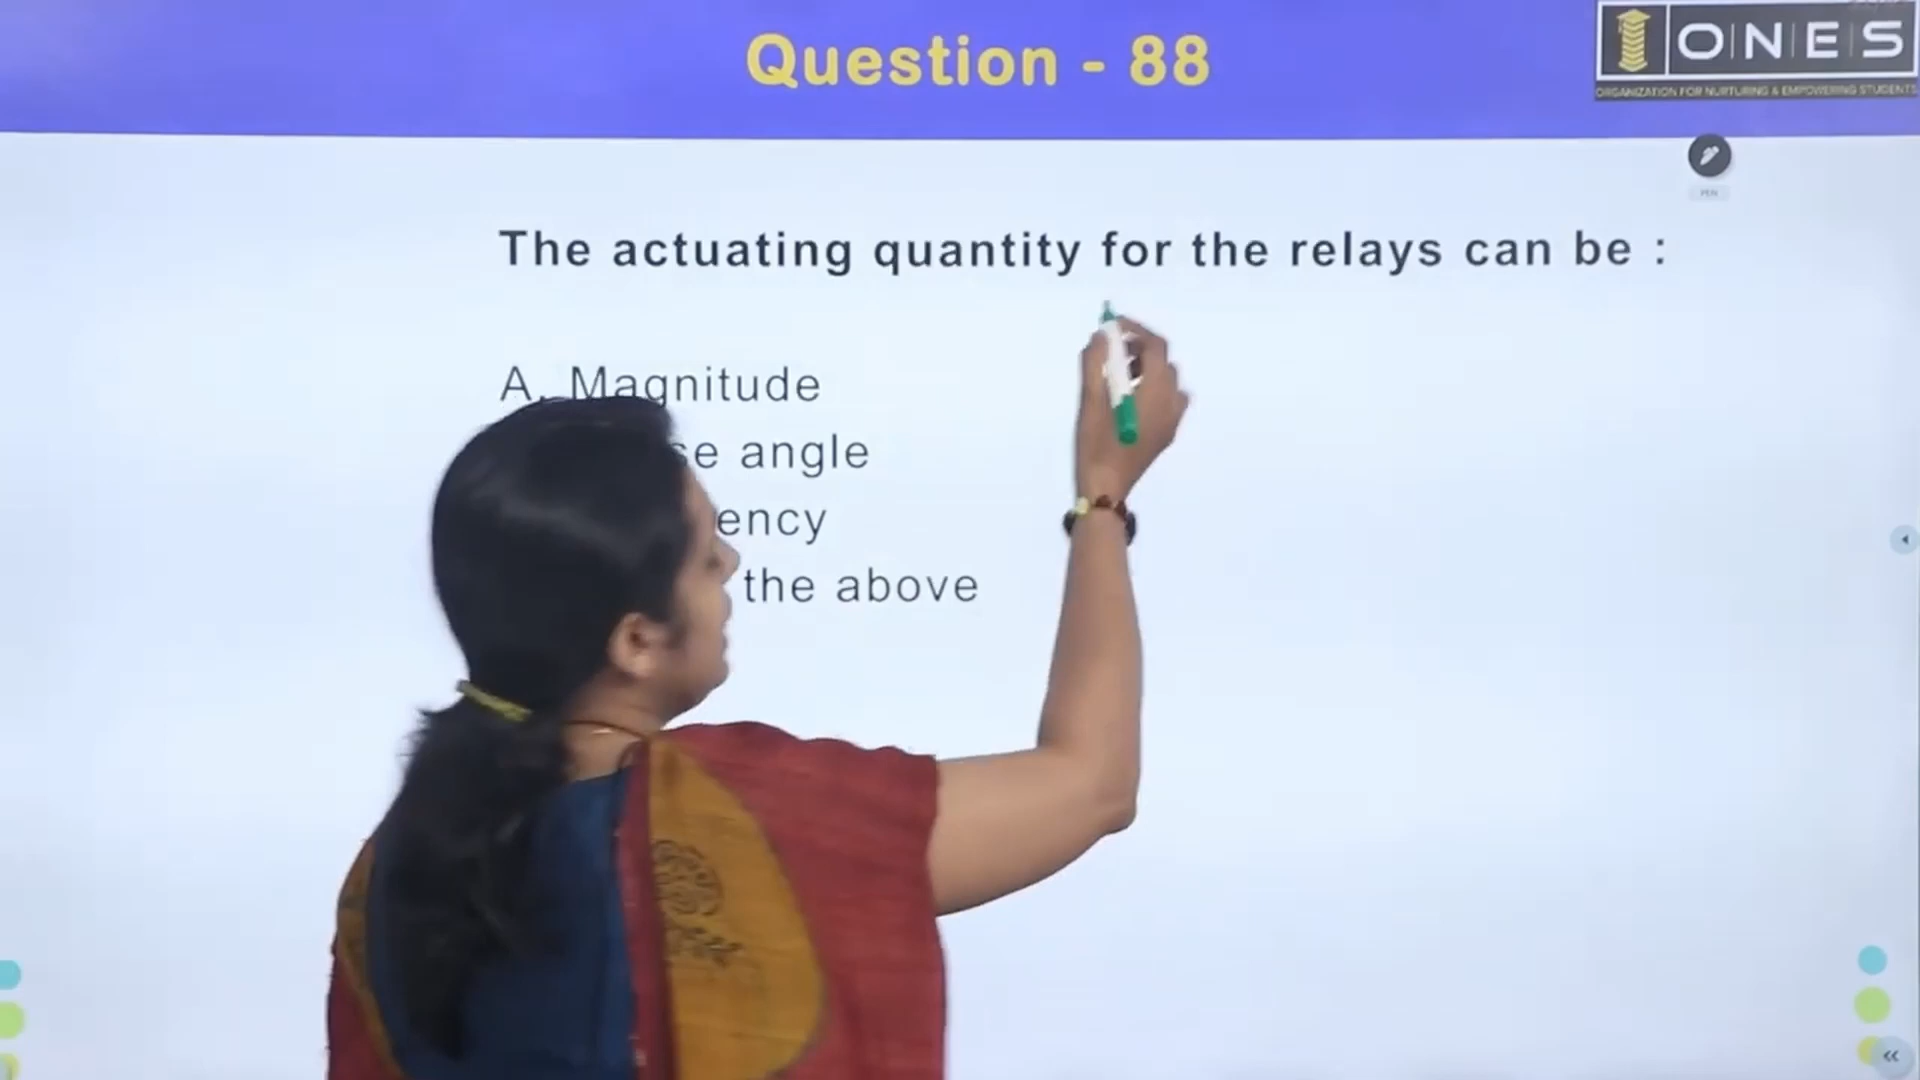 Question - 88
ONES
ORGANIZATION FOR NURTURING & EMPOWERING STUDENTS
PEN
The actuating quantity for the relays can be :
A. Magnitude
angle
the above